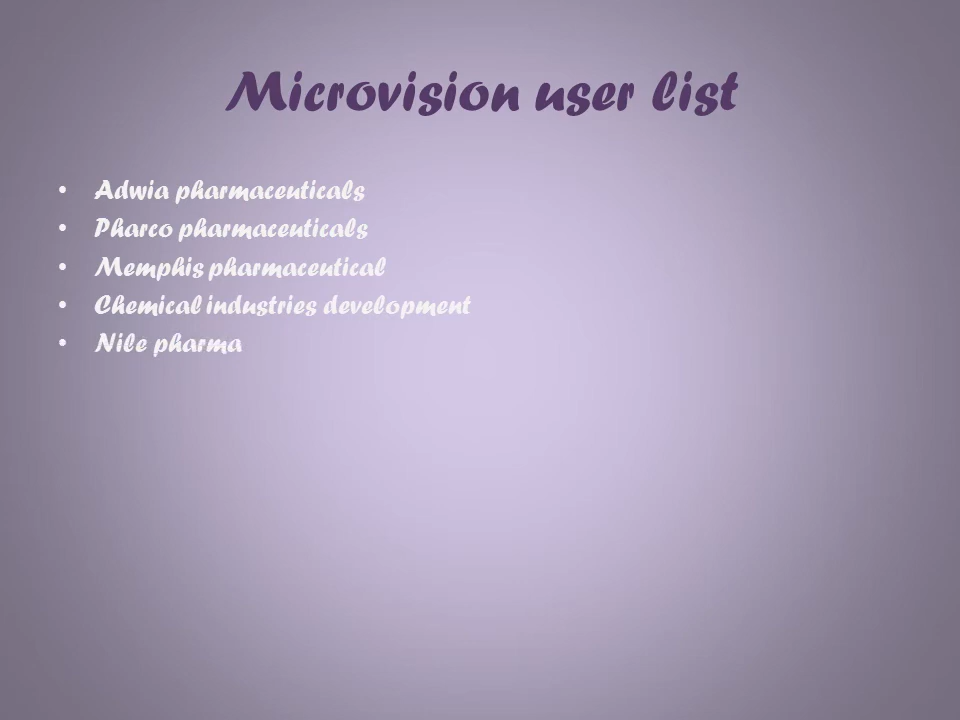 Microvision user list
• Adwia pharmaceuticals
• Pharco pharmaceuticals
• Memphis pharmaceutical
• Chemical industries development
• Nile pharma